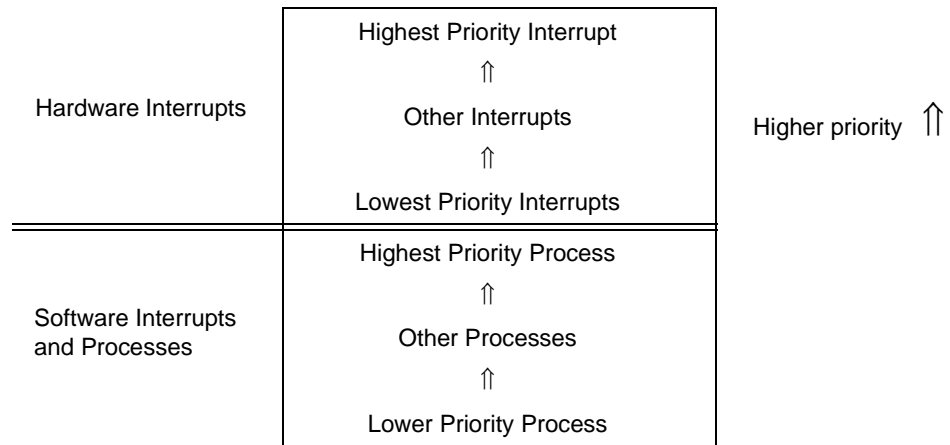 Highest Priority Interrupt
⇑
Hardware Interrupts
Other Interrupts
Higher priority ⇑
⇑
Lowest Priority Interrupts
Highest Priority Process
⇑
Software Interrupts
and Processes
Other Processes
⇑
Lower Priority Process